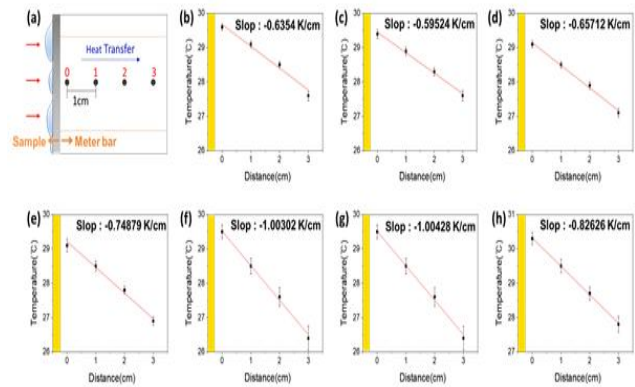 (a)
Heat Transfer
0 1 2 3
1cm
Sample Meter bar
(b)
Slop : -0.6354 K/cm
Temperature(℃)
30
29
28
27
26
0 1 2 3
Distance(cm)
(c)
Slop : -0.59524 K/cm
Temperature(℃)
30
29
28
27
26
0 1 2 3
Distance(cm)
(d)
Slop : -0.65712 K/cm
Temperature(℃)
30
29
28
27
26
0 1 2 3
Distance(cm)
(e)
Slop : -0.74879 K/cm
Temperature(℃)
30
29
28
27
26
0 1 2 3
Distance(cm)
(f)
Slop : -1.00302 K/cm
Temperature(℃)
30
29
28
27
26
0 1 2 3
Distance(cm)
(g)
Slop : -1.00428 K/cm
Temperature(℃)
30
29
28
27
26
0 1 2 3
Distance(cm)
(h)
Slop : -0.82626 K/cm
Temperature(℃)
31
30
29
28
27
26
0 1 2 3
Distance(cm)